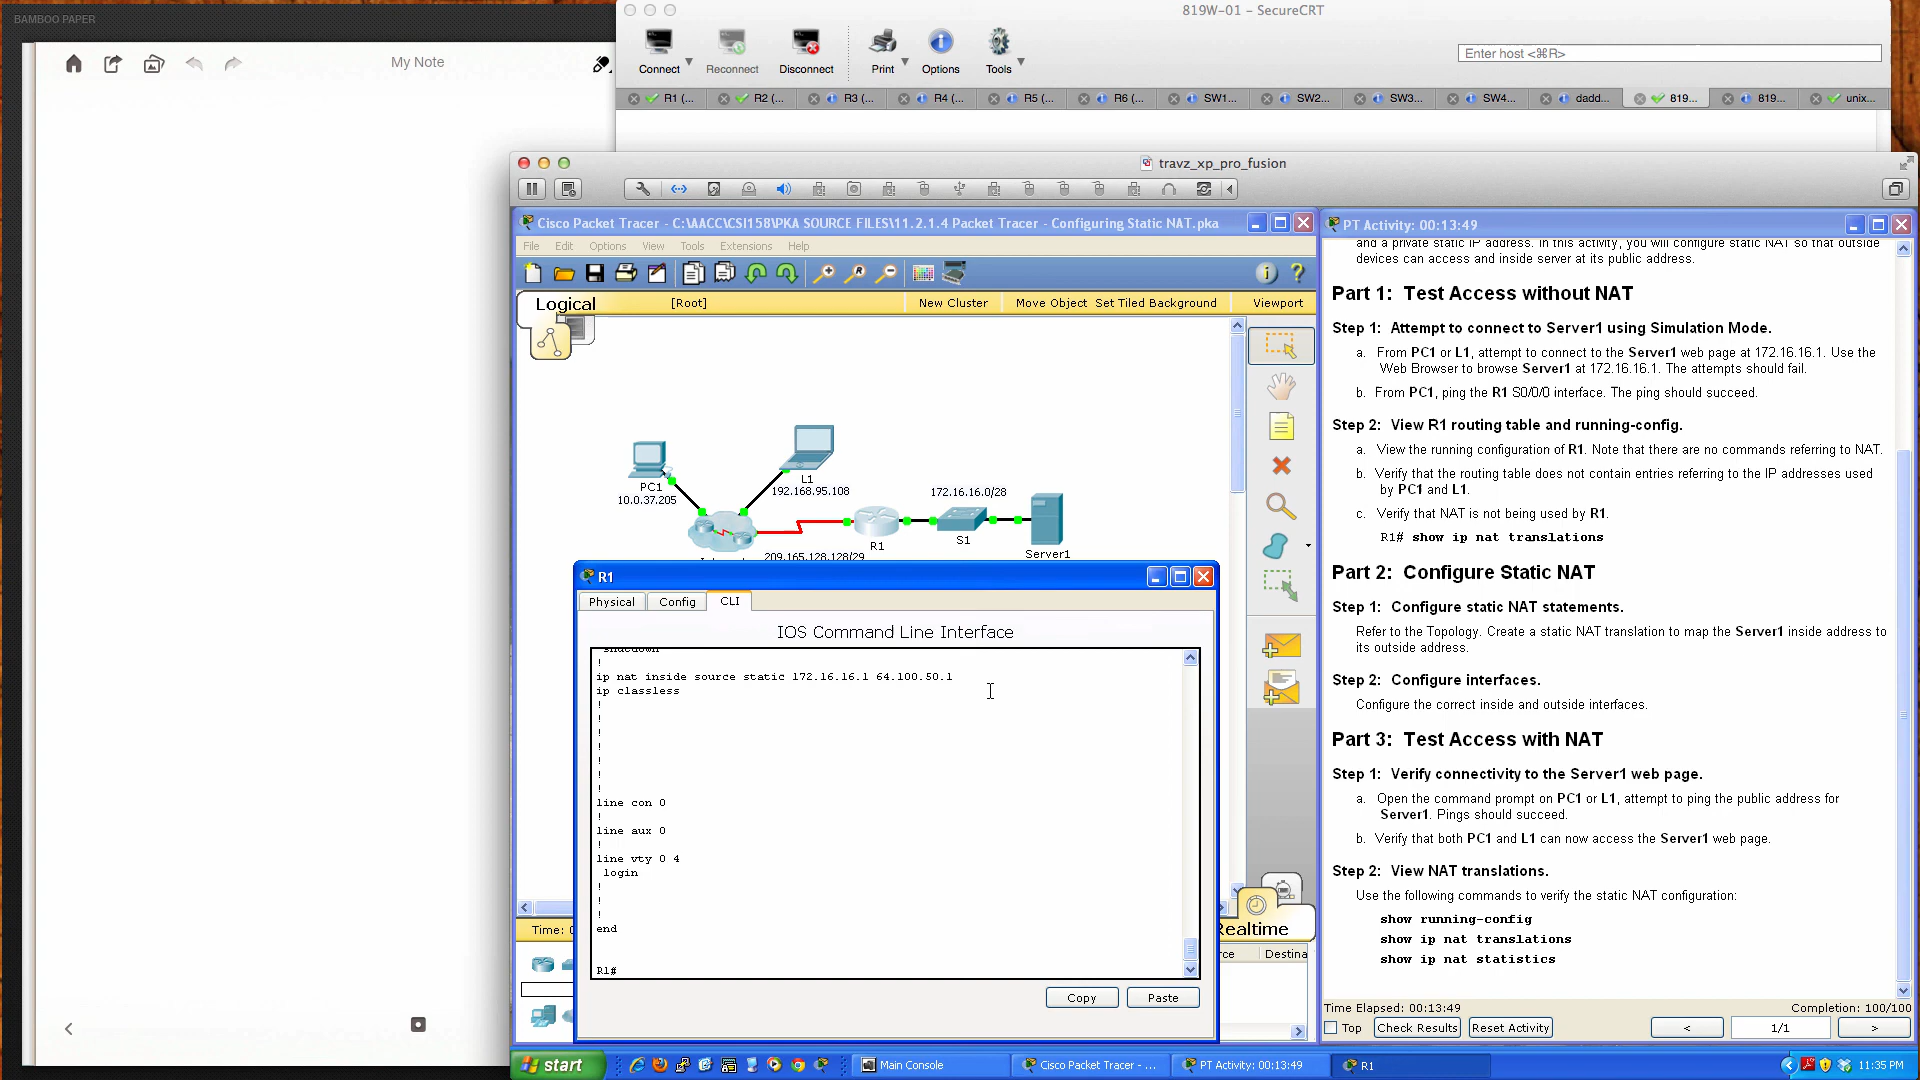 BAMBOO PAPER
My Note
819W-01 – SecureCRT
Connect
Reconnect
Disconnect
Print
Options
Tools
Enter host <⌘R>
R1 (...
R2 (...
R3 (...
R4 (...
R5 (...
R6 (...
SW1...
SW2...
SW3...
SW4...
dadd...
819...
819...
unix...
travz_xp_pro_fusion
Cisco Packet Tracer - C:\AACC\CSI158\PKA SOURCE FILES\11.2.1.4 Packet Tracer - Configuring Static NAT.pka
File Edit Options View Tools Extensions Help
Logical
[Root]
New Cluster
Move Object
Set Tiled Background
Viewport
PC1
10.0.37.205
L1
192.168.95.108
209.165.128.128/29
R1
172.16.16.0/28
S1
Server1
R1
Physical
Config
CLI
IOS Command Line Interface
shutdown
!
ip nat inside source static 172.16.16.1 64.100.50.1
ip classless
!
!
!
!
!
!
!
line con 0
!
line aux 0
!
line vty 0 4
login
!
!
!
end
R1#
Copy
Paste
Time: 0
Realtime
rce
Destina
PT Activity: 00:13:49
and a private static IP address. In this activity, you will configure static NAT so that outside
devices can access and inside server at its public address.
Part 1: Test Access without NAT
Step 1: Attempt to connect to Server1 using Simulation Mode.
a. From PC1 or L1, attempt to connect to the Server1 web page at 172.16.16.1. Use the
Web Browser to browse Server1 at 172.16.16.1. The attempts should fail.
b. From PC1, ping the R1 S0/0/0 interface. The ping should succeed.
Step 2: View R1 routing table and running-config.
a. View the running configuration of R1. Note that there are no commands referring to NAT.
b. Verify that the routing table does not contain entries referring to the IP addresses used
by PC1 and L1.
c. Verify that NAT is not being used by R1.
R1# show ip nat translations
Part 2: Configure Static NAT
Step 1: Configure static NAT statements.
Refer to the Topology. Create a static NAT translation to map the Server1 inside address to
its outside address.
Step 2: Configure interfaces.
Configure the correct inside and outside interfaces.
Part 3: Test Access with NAT
Step 1: Verify connectivity to the Server1 web page.
a. Open the command prompt on PC1 or L1, attempt to ping the public address for
Server1. Pings should succeed.
b. Verify that both PC1 and L1 can now access the Server1 web page.
Step 2: View NAT translations.
Use the following commands to verify the static NAT configuration:
show running-config
show ip nat translations
show ip nat statistics
Time Elapsed: 00:13:49
Completion: 100/100
Top
Check Results
Reset Activity
<
1/1
>
start
Main Console
Cisco Packet Tracer - ...
PT Activity: 00:13:49
R1
11:35 PM